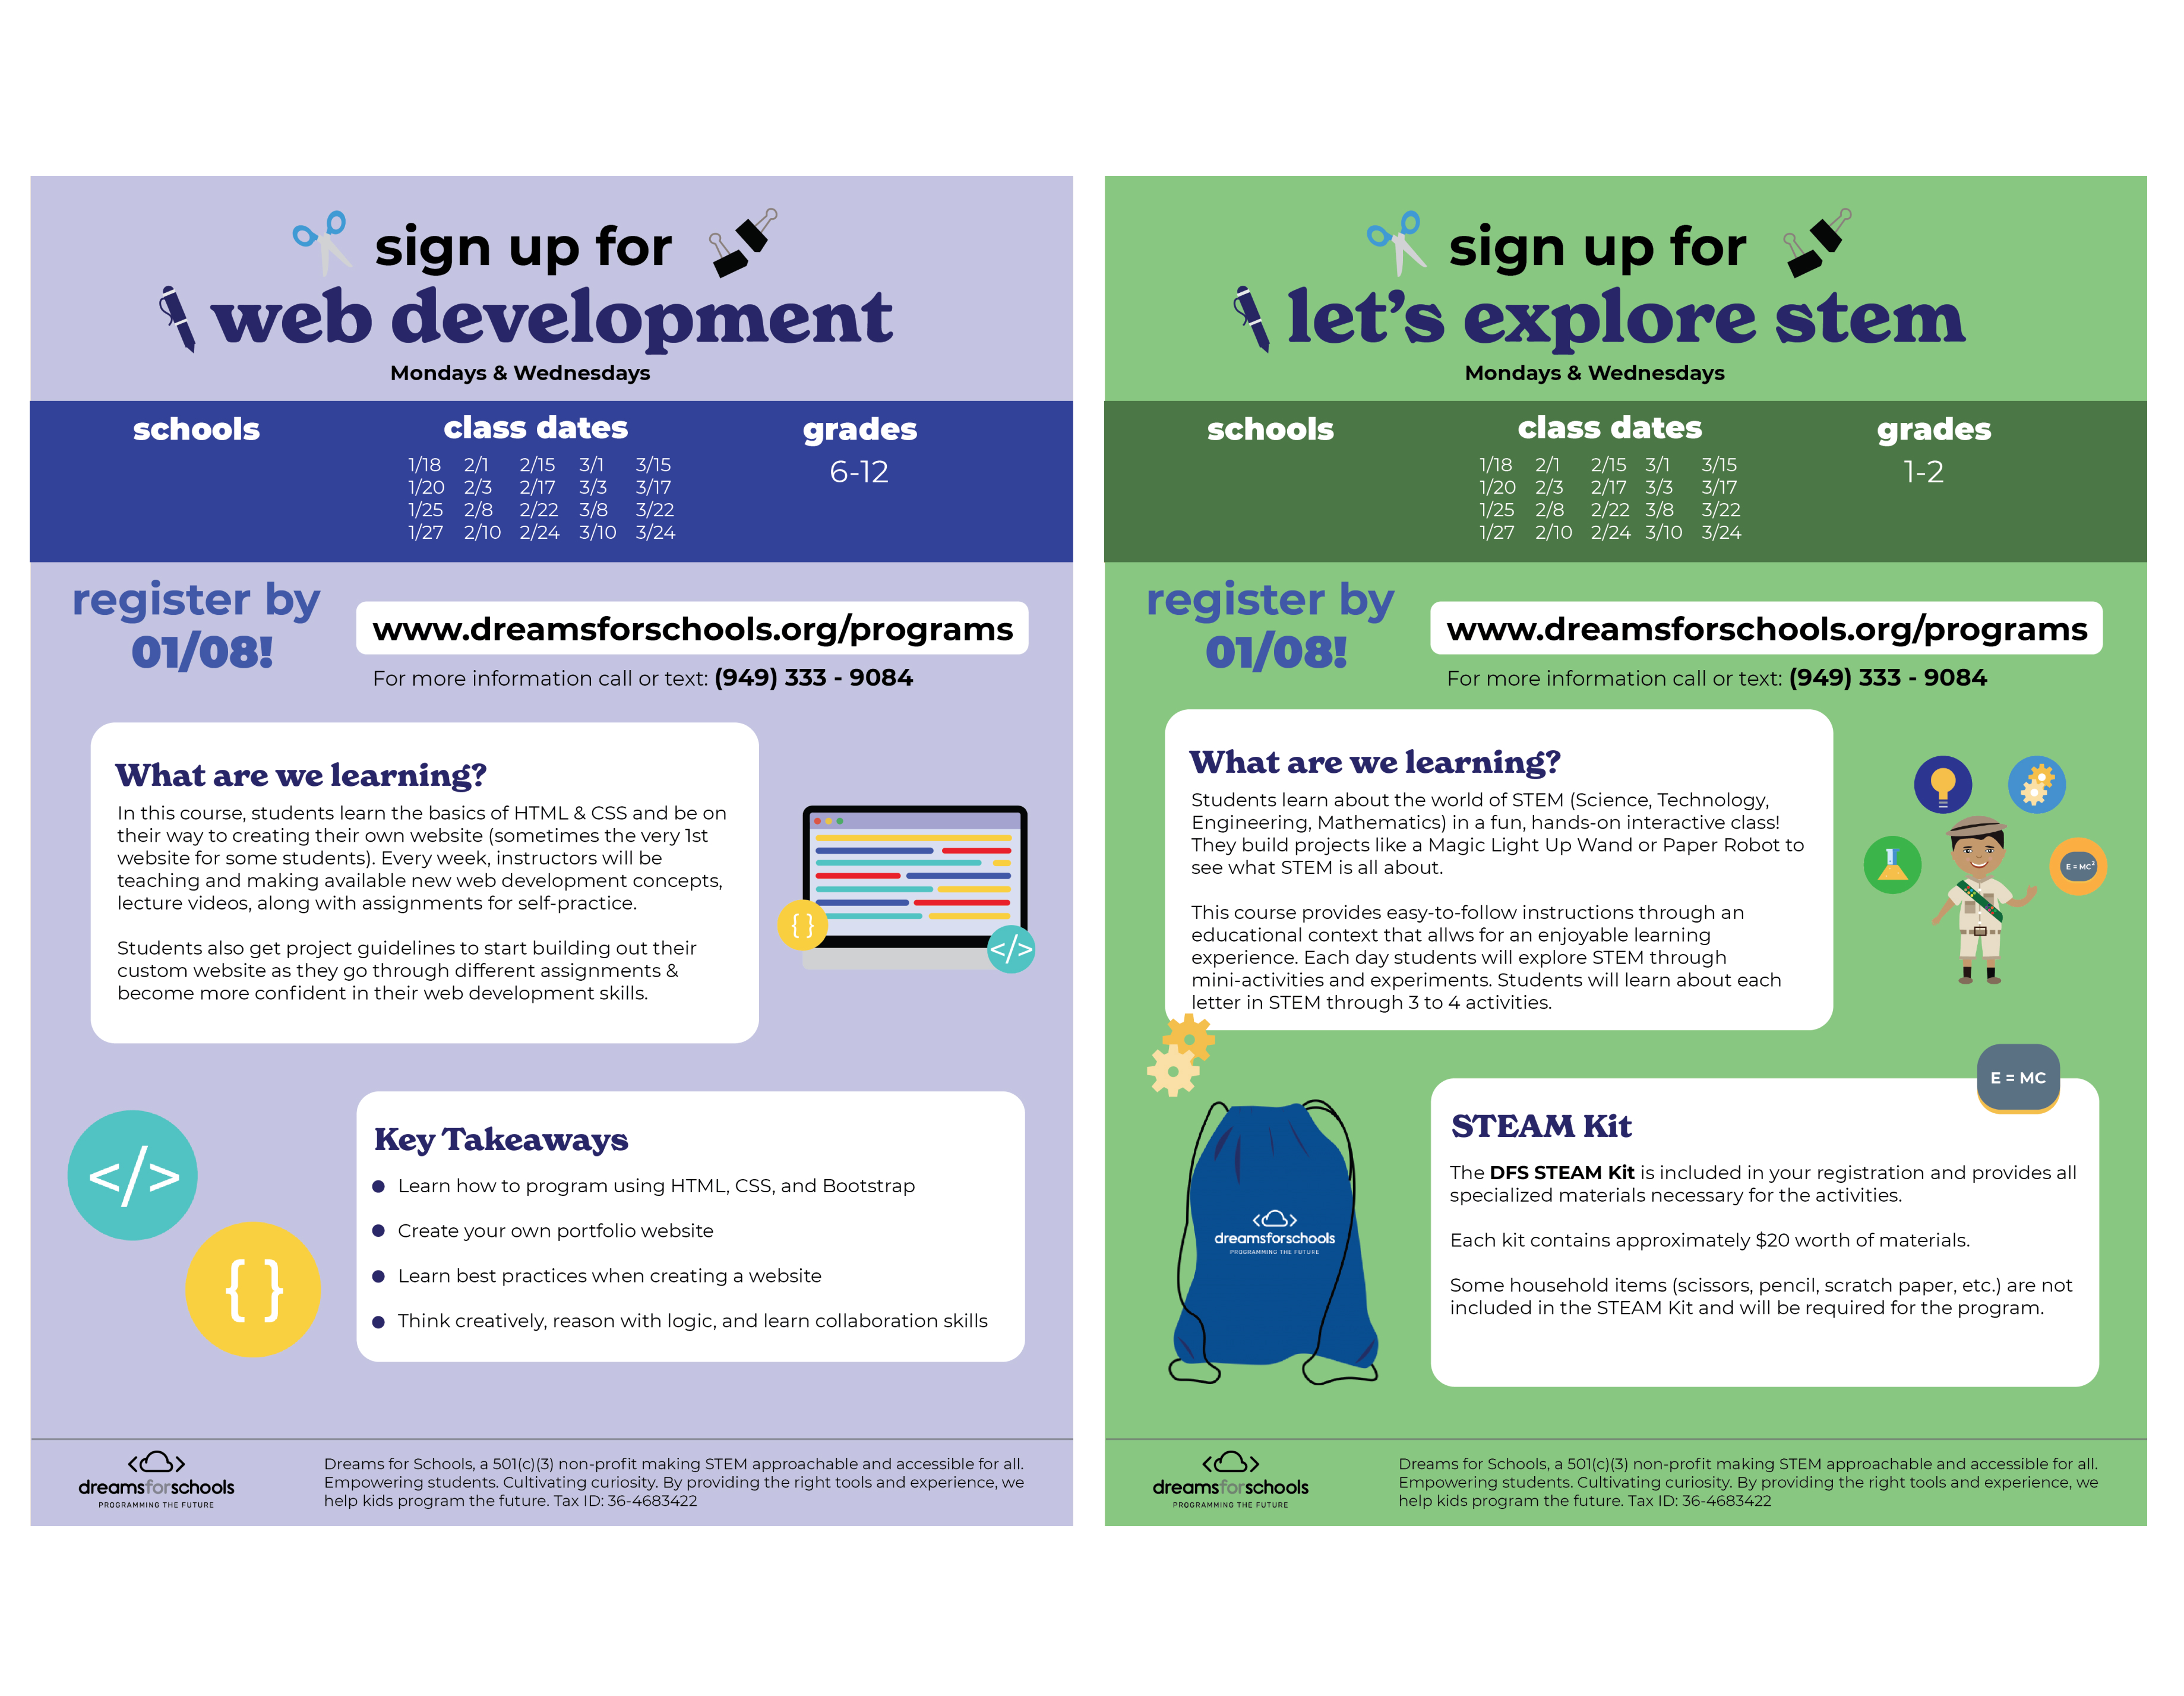 sign up for
web development
Mondays & Wednesdays
schools
class dates
grades
1/18 2/1 2/15 3/1 3/15
1/20 2/3 2/17 3/3 3/17
1/25 2/8 2/22 3/8 3/22
1/27 2/10 2/24 3/10 3/24
6-12
register by
01/08!
www.dreamsforschools.org/programs
For more information call or text: (949) 333 - 9084
What are we learning?
In this course, students learn the basics of HTML & CSS and be on
their way to creating their own website (sometimes the very 1st
website for some students). Every week, instructors will be
teaching and making available new web development concepts,
lecture videos, along with assignments for self-practice.
Students also get project guidelines to start building out their
custom website as they go through different assignments &
become more confident in their web development skills.
{ }
</>
</>
{ }
Key Takeaways
Learn how to program using HTML, CSS, and Bootstrap
Create your own portfolio website
Learn best practices when creating a website
Think creatively, reason with logic, and learn collaboration skills
dreamsforschools
PROGRAMMING THE FUTURE
Dreams for Schools, a 501(c)(3) non-profit making STEM approachable and accessible for all.
Empowering students. Cultivating curiosity. By providing the right tools and experience, we
help kids program the future. Tax ID: 36-4683422
sign up for
let's explore stem
Mondays & Wednesdays
schools
class dates
grades
1/18 2/1 2/15 3/1 3/15
1/20 2/3 2/17 3/3 3/17
1/25 2/8 2/22 3/8 3/22
1/27 2/10 2/24 3/10 3/24
1-2
register by
01/08!
www.dreamsforschools.org/programs
For more information call or text: (949) 333 - 9084
What are we learning?
Students learn about the world of STEM (Science, Technology,
Engineering, Mathematics) in a fun, hands-on interactive class!
They build projects like a Magic Light Up Wand or Paper Robot to
see what STEM is all about.
This course provides easy-to-follow instructions through an
educational context that allws for an enjoyable learning
experience. Each day students will explore STEM through
mini-activities and experiments. Students will learn about each
letter in STEM through 3 to 4 activities.
E = MC²
E = MC
STEAM Kit
The DFS STEAM Kit is included in your registration and provides all
specialized materials necessary for the activities.
Each kit contains approximately $20 worth of materials.
Some household items (scissors, pencil, scratch paper, etc.) are not
included in the STEAM Kit and will be required for the program.
dreamsforschools
PROGRAMMING THE FUTURE
dreamsforschools
PROGRAMMING THE FUTURE
Dreams for Schools, a 501(c)(3) non-profit making STEM approachable and accessible for all.
Empowering students. Cultivating curiosity. By providing the right tools and experience, we
help kids program the future. Tax ID: 36-4683422